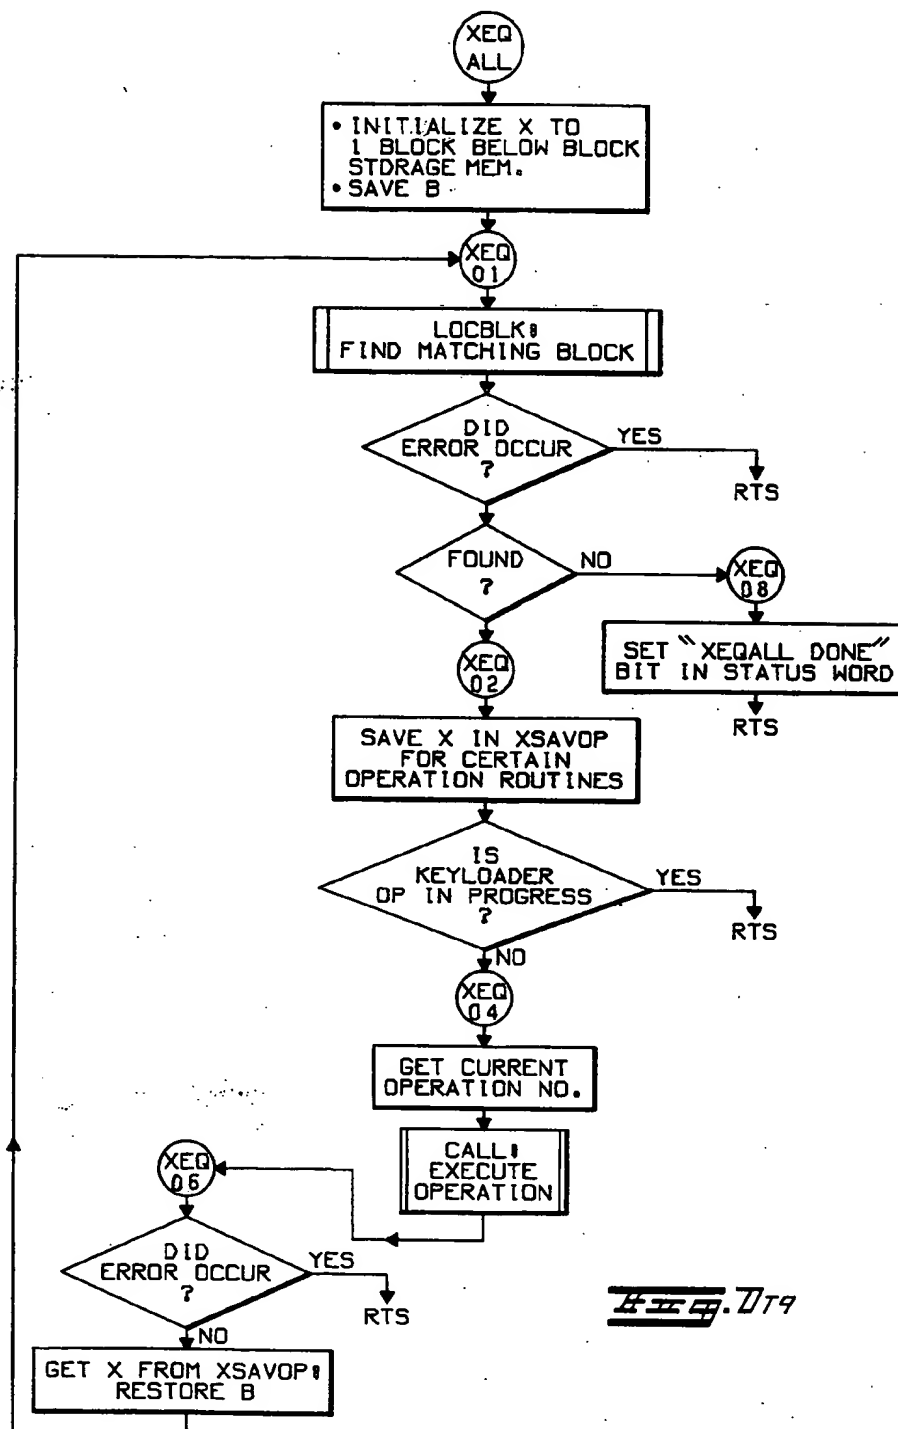 XEQ
ALL
• INITIALIZE X TO
1 BLOCK BELOW BLOCK
STORAGE MEM.
• SAVE B
XEQ
01
LOCBLK:
FIND MATCHING BLOCK
DID
ERROR OCCUR
?
YES
RTS
FOUND
?
NO
XEQ
08
SET "XEQALL DONE"
BIT IN STATUS WORD
RTS
XEQ
02
SAVE X IN XSAVOP
FOR CERTAIN
OPERATION ROUTINES
IS
KEYLOADER
OP IN PROGRESS
?
YES
RTS
NO
XEQ
04
GET CURRENT
OPERATION NO.
CALL:
EXECUTE
OPERATION
XEQ
06
DID
ERROR OCCUR
?
YES
RTS
NO
GET X FROM XSAVOP:
RESTORE B
Fig. DT9